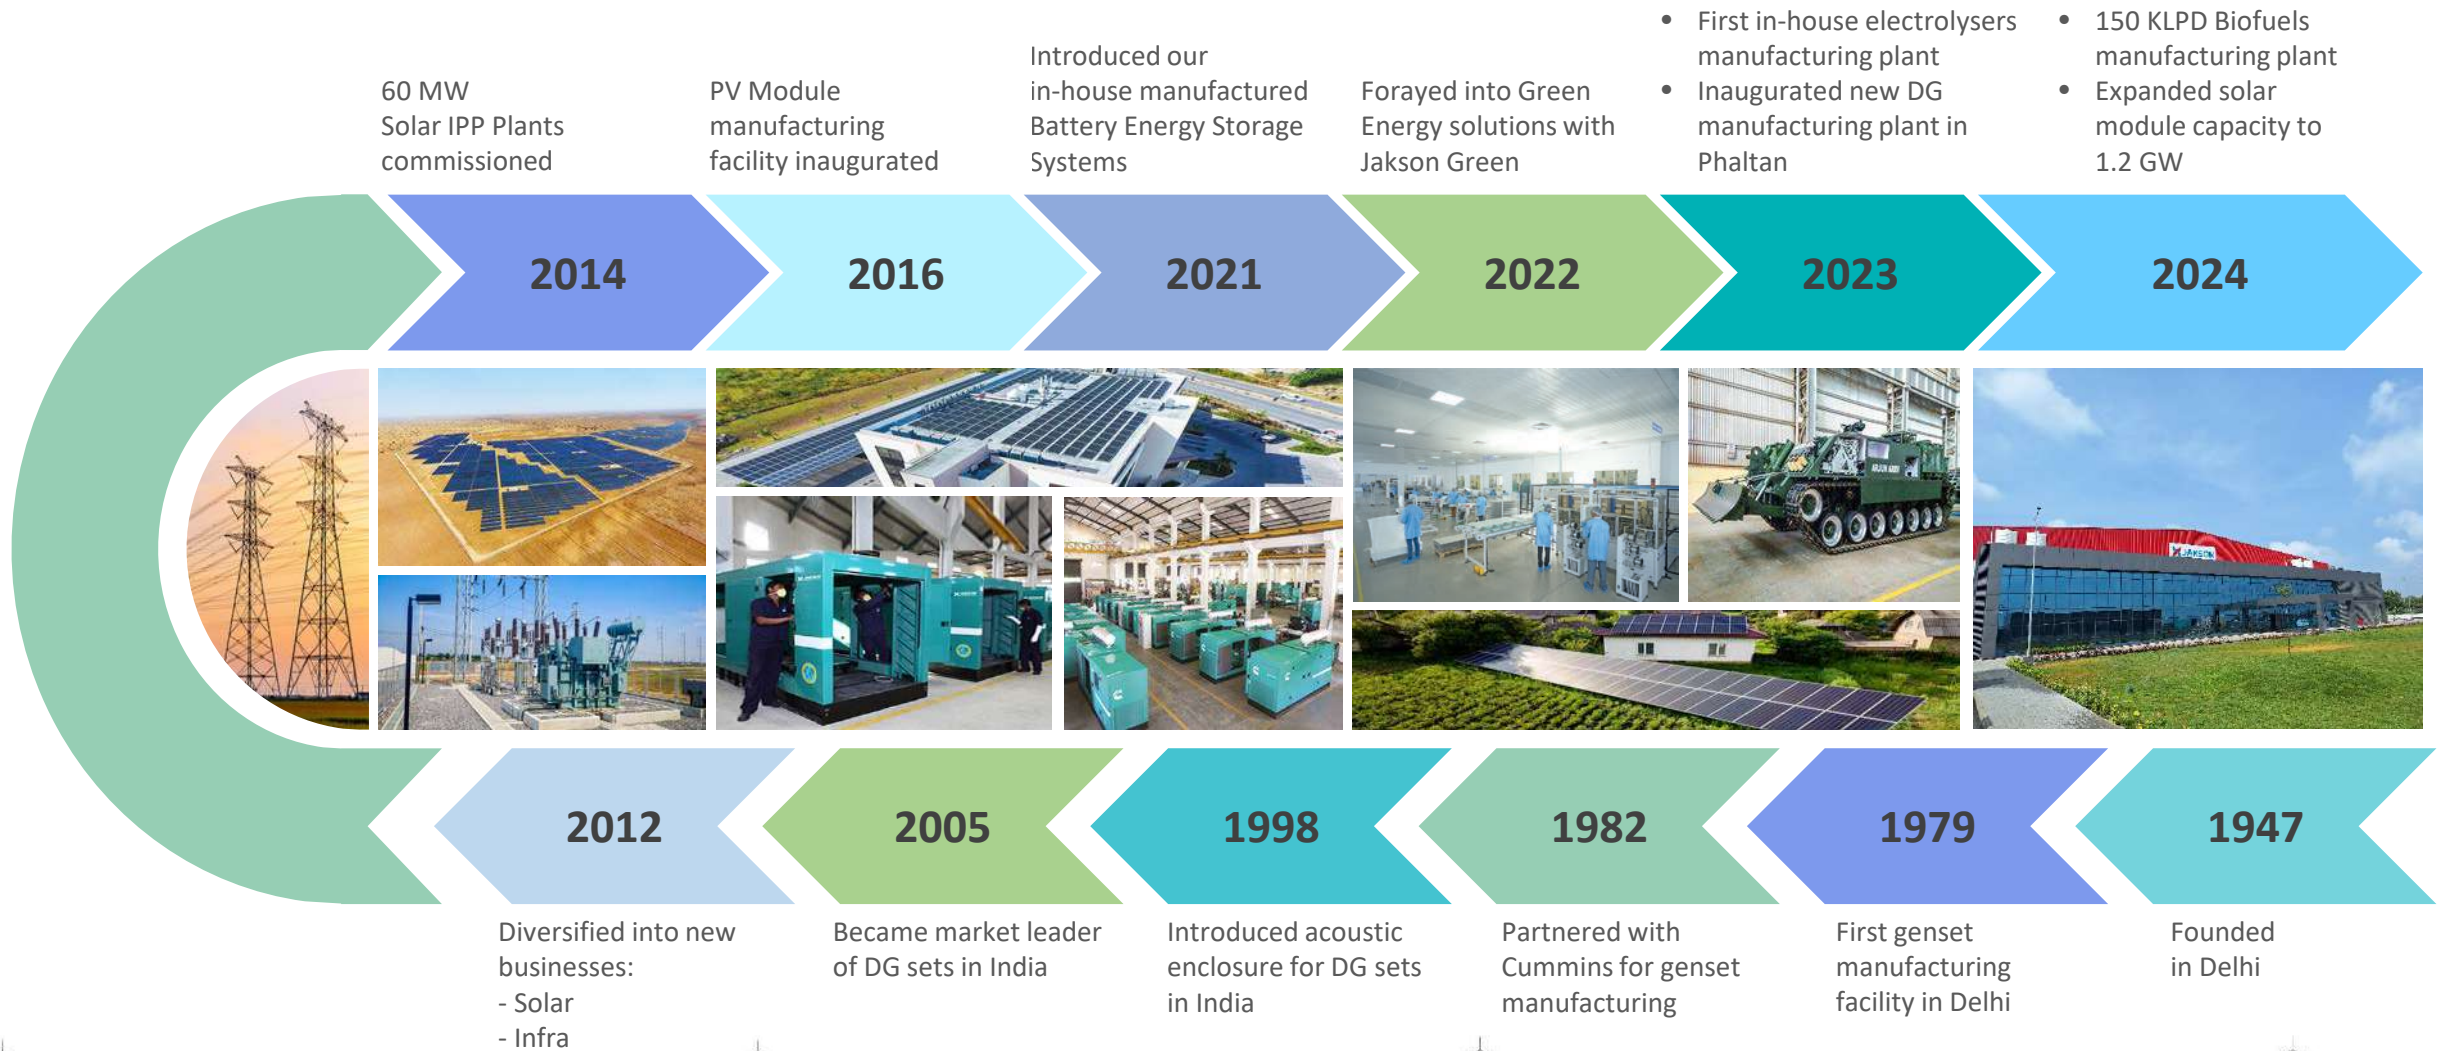 60 MW
Solar IPP Plants
commissioned
PV Module
manufacturing
facility inaugurated
Introduced our
in-house manufactured
Battery Energy Storage
Systems
Forayed into Green
Energy solutions with
Jakson Green
• First in-house electrolysers
manufacturing plant
• Inaugurated new DG
manufacturing plant in
Phaltan
• 150 KLPD Biofuels
manufacturing plant
• Expanded solar
module capacity to
1.2 GW
2014
2016
2021
2022
2023
2024
ARJUN ARRV
JAKSON
2012
2005
1998
1982
1979
1947
Diversified into new
businesses:
- Solar
- Infra
Became market leader
of DG sets in India
Introduced acoustic
enclosure for DG sets
in India
Partnered with
Cummins for genset
manufacturing
First genset
manufacturing
facility in Delhi
Founded
in Delhi